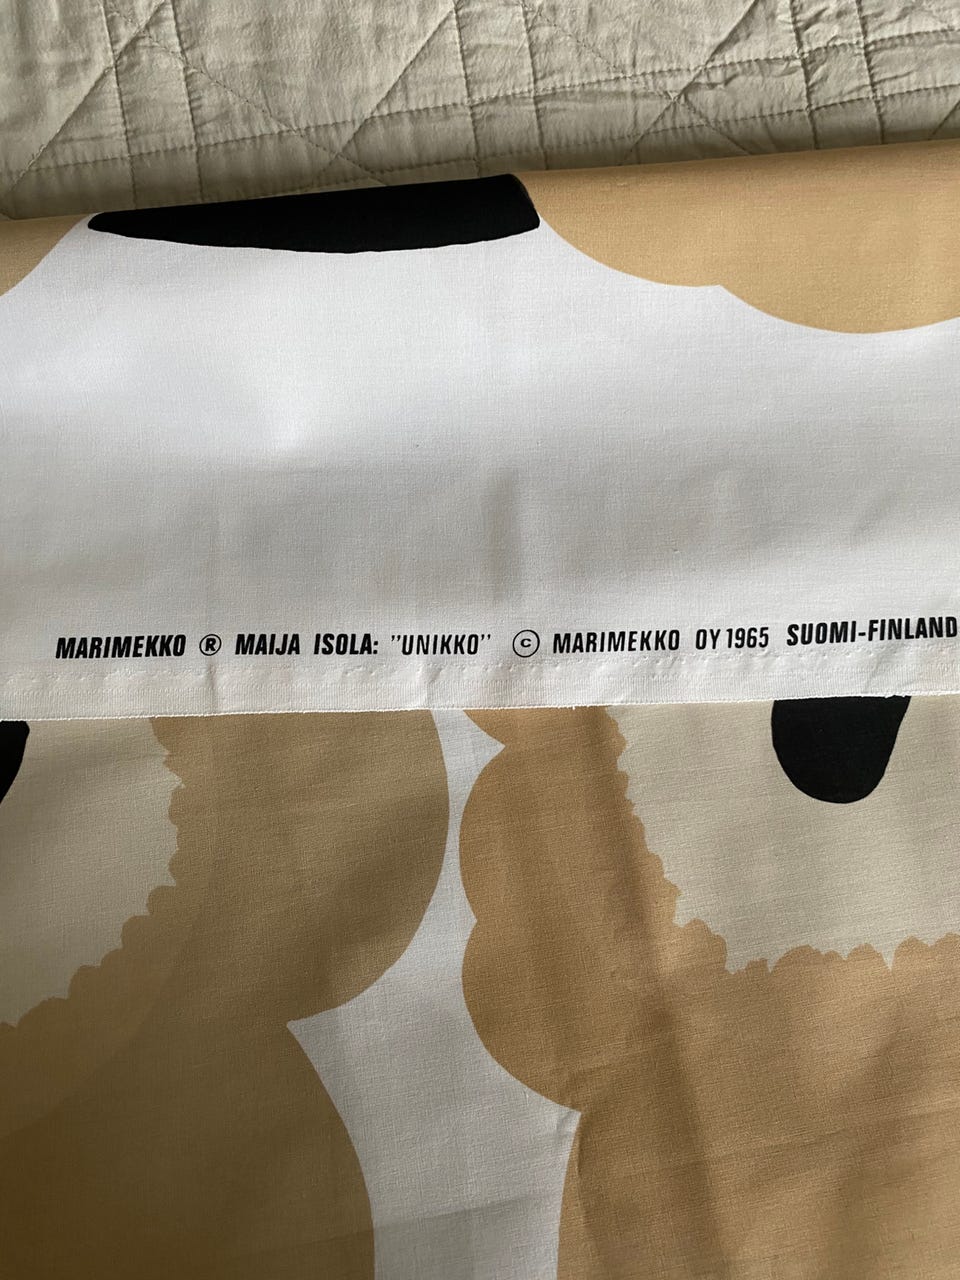 MARIMEKKO ® MAIJA ISOLA: ”UNIKKO” © MARIMEKKO OY 1965 SUOMI-FINLAND